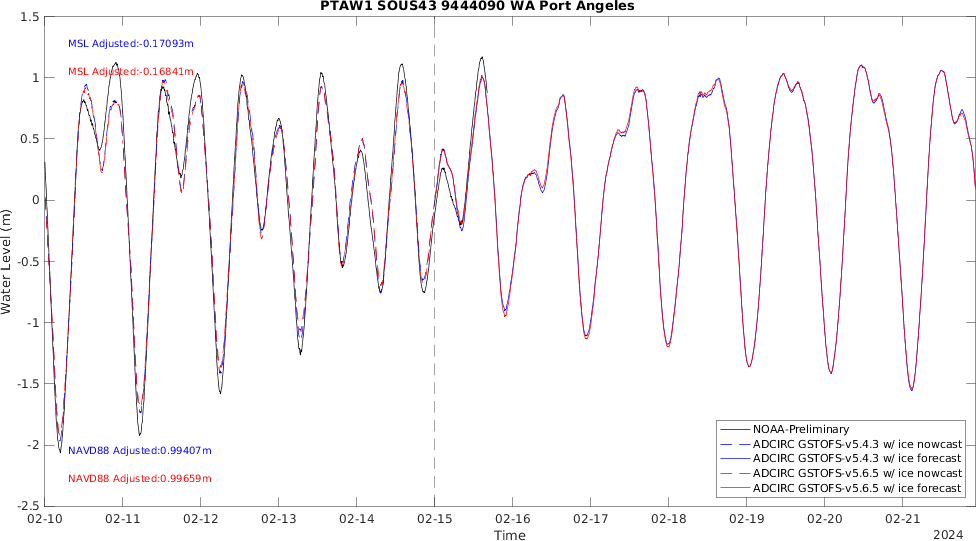 PTAW1 SOUS43 9444090 WA Port Angeles
1.5
1
0.5
0
-0.5
-1
-1.5
-2
-2.5
Water Level (m)
MSL Adjusted:-0.17093m
MSL Adjusted:-0.16841m
NAVD88 Adjusted:0.99407m
NAVD88 Adjusted:0.99659m
NOAA-Preliminary
ADCIRC GSTOFS-v5.4.3 w/ ice nowcast
ADCIRC GSTOFS-v5.4.3 w/ ice forecast
ADCIRC GSTOFS-v5.6.5 w/ ice nowcast
ADCIRC GSTOFS-v5.6.5 w/ ice forecast
02-10 02-11 02-12 02-13 02-14 02-15 02-16 02-17 02-18 02-19 02-20 02-21
Time
2024